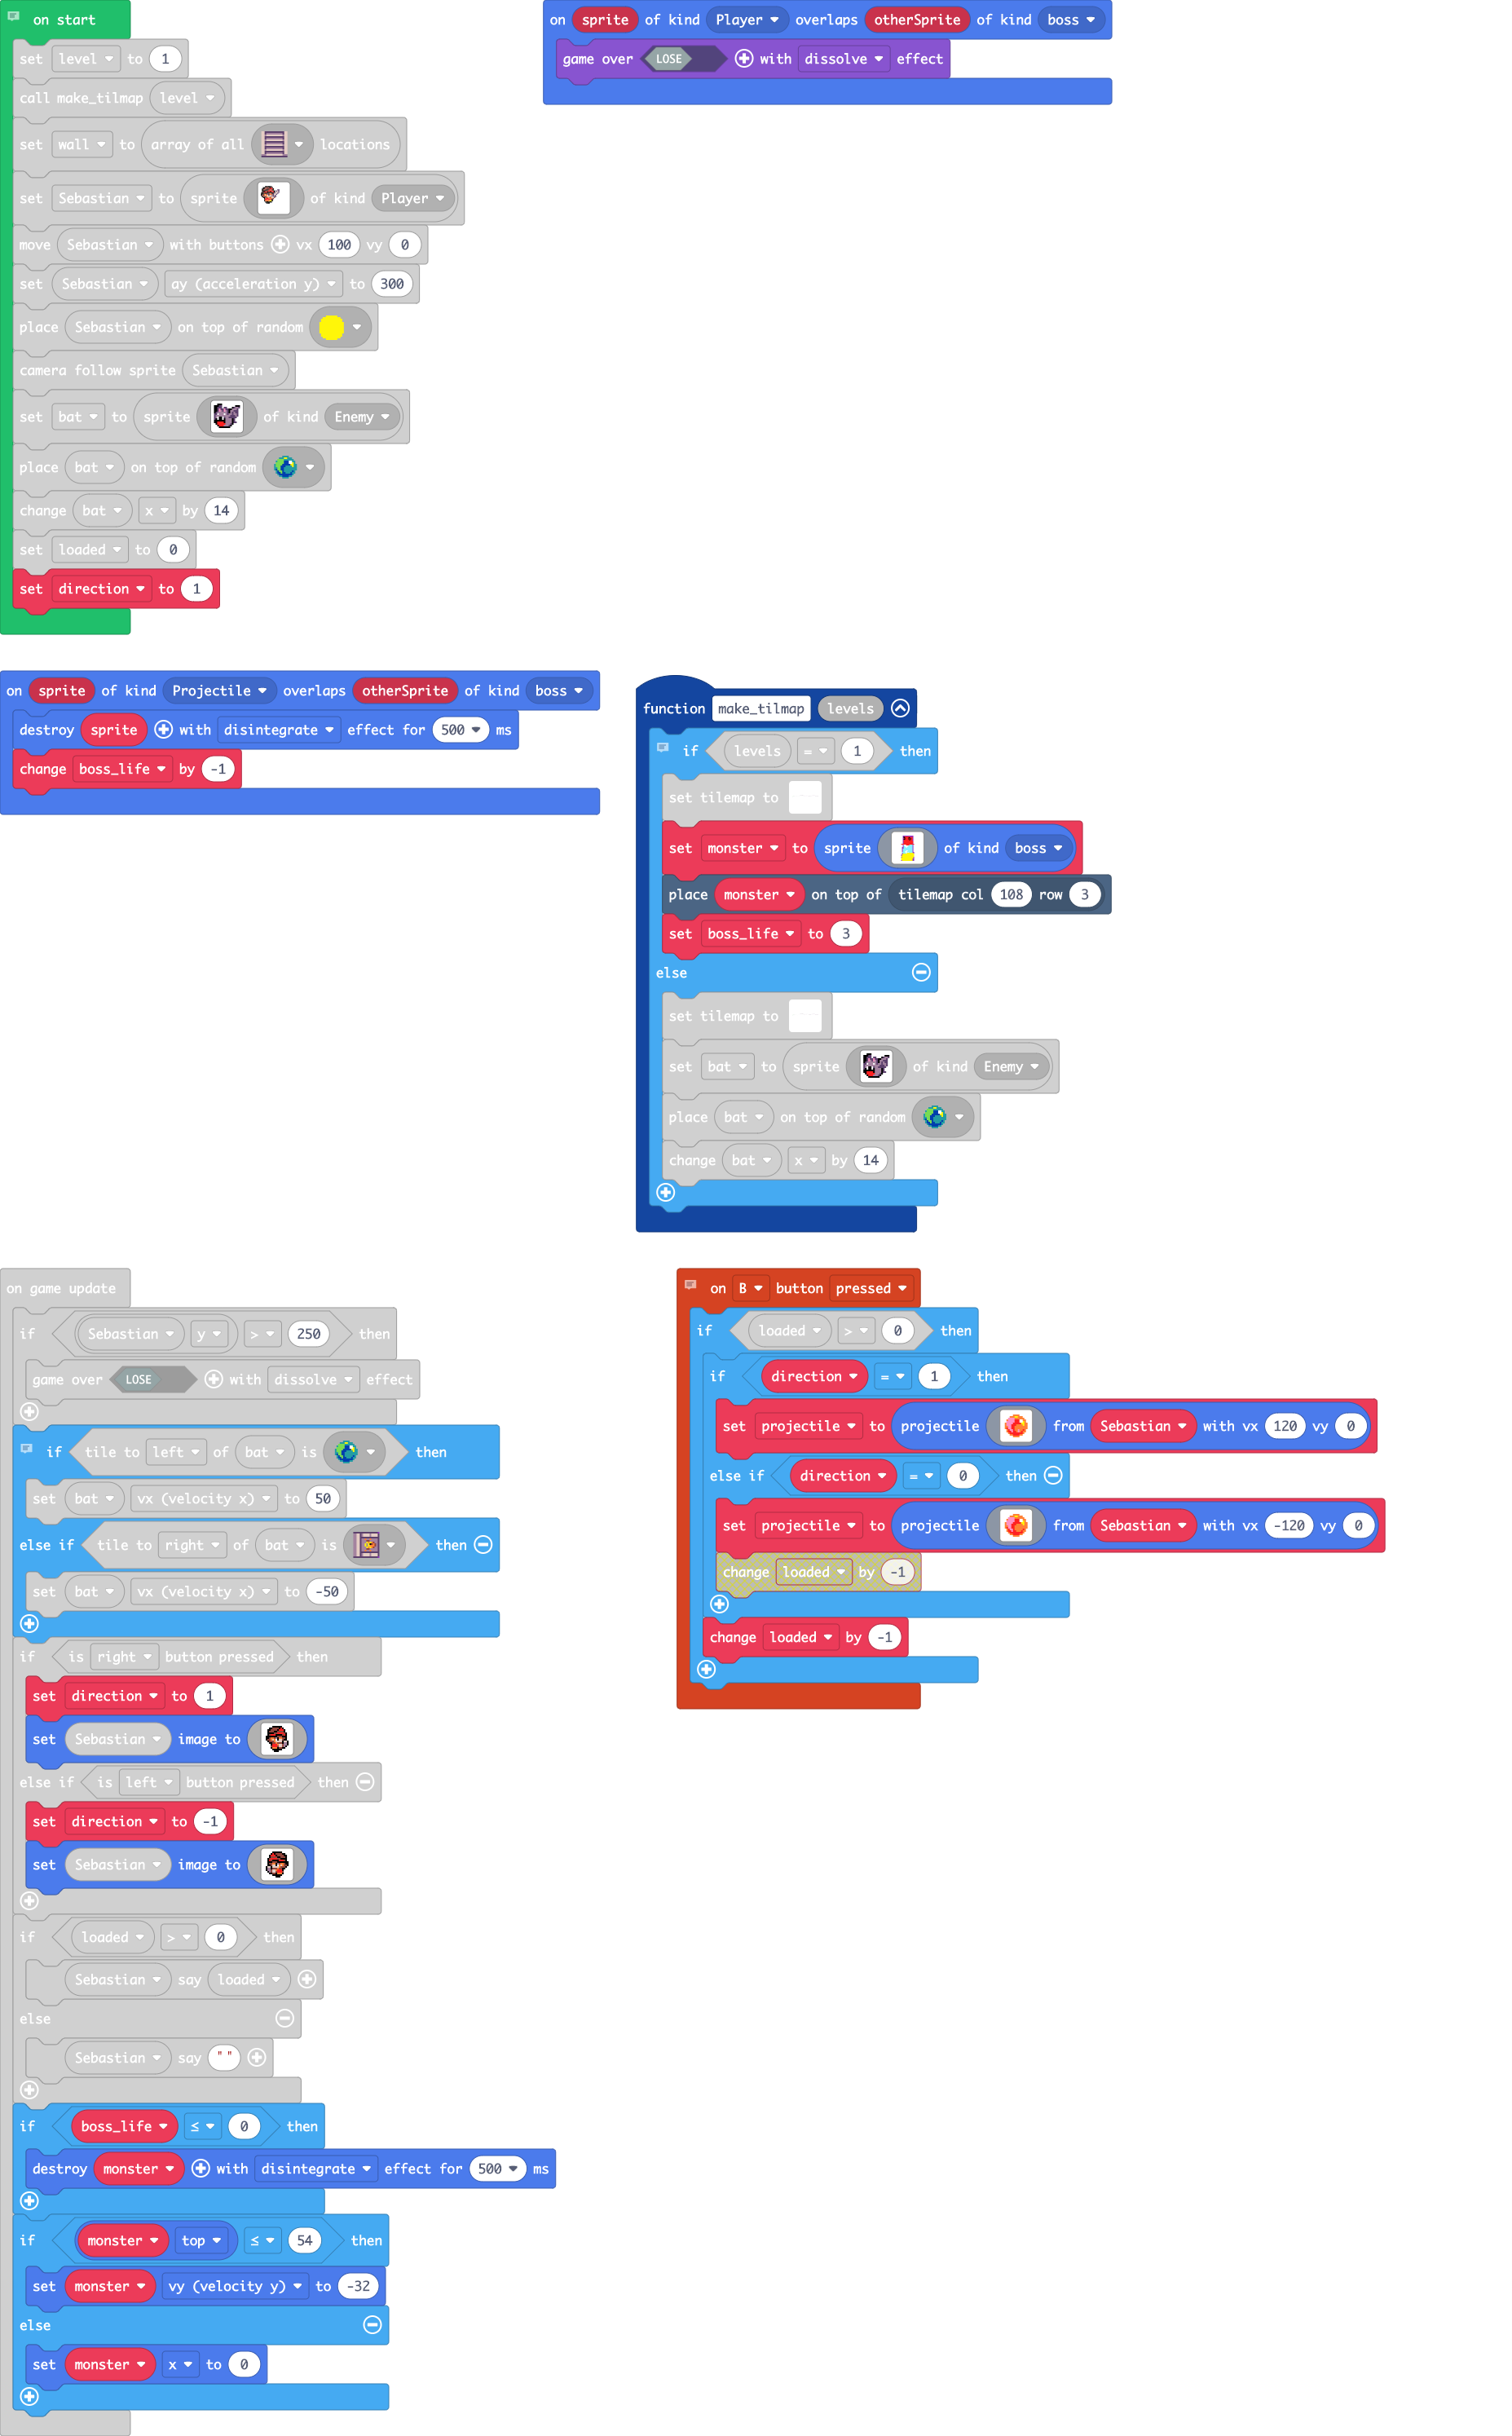 on start
set level to 1
call make_tilmap level
set wall to array of all locations
set Sebastian to sprite of kind Player
move Sebastian with buttons vx 100 vy 0
set Sebastian ay (acceleration y) to 300
place Sebastian on top of random
camera follow sprite Sebastian
set bat to sprite of kind Enemy
place bat on top of random
change bat x by 14
set loaded to 0
set direction to 1
on sprite of kind Player overlaps otherSprite of kind boss
game over LOSE with dissolve effect
on sprite of kind Projectile overlaps otherSprite of kind boss
destroy sprite with disintegrate effect for 500 ms
change boss_life by -1
function make_tilmap levels
if levels = 1 then
set tilemap to
set monster to sprite of kind boss
place monster on top of tilemap col 108 row 3
set boss_life to 3
else
set tilemap to
set bat to sprite of kind Enemy
place bat on top of random
change bat x by 14
on game update
if Sebastian y > 250 then
game over LOSE with dissolve effect
if tile to left of bat is then
set bat vx (velocity x) to 50
else if tile to right of bat is then
set bat vx (velocity x) to -50
if is right button pressed then
set direction to 1
set Sebastian image to
else if is left button pressed then
set direction to -1
set Sebastian image to
if loaded > 0 then
Sebastian say loaded
else
Sebastian say " "
if boss_life ≤ 0 then
destroy monster with disintegrate effect for 500 ms
if monster top ≤ 54 then
set monster vy (velocity y) to -32
else
set monster x to 0
on B button pressed
if loaded > 0 then
if direction = 1 then
set projectile to projectile from Sebastian with vx 120 vy 0
else if direction = 0 then
set projectile to projectile from Sebastian with vx -120 vy 0
change loaded by -1
change loaded by -1